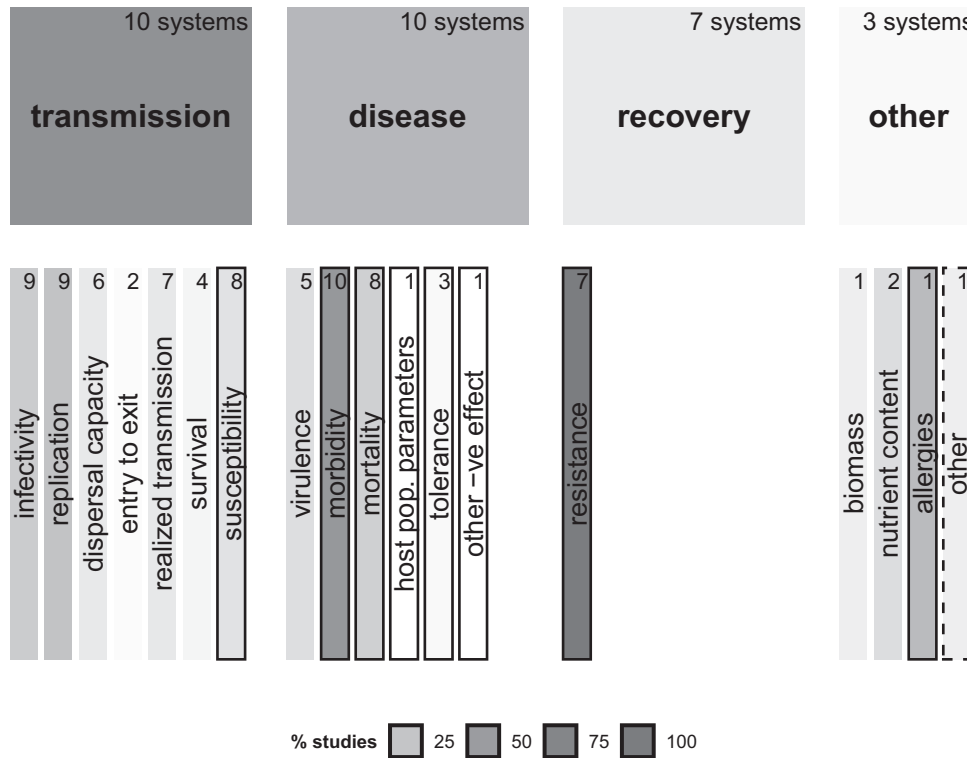 10 systems
transmission
10 systems
disease
7 systems
recovery
3 systems
other
9
infectivity
9
replication
6
dispersal capacity
2
entry to exit
7
realized transmission
4
survival
8
susceptibility
5
virulence
10
morbidity
8
mortality
1
host pop. parameters
3
tolerance
1
other −ve effect
7
resistance
1
biomass
2
nutrient content
1
allergies
1
other
% studies 25 50 75 100